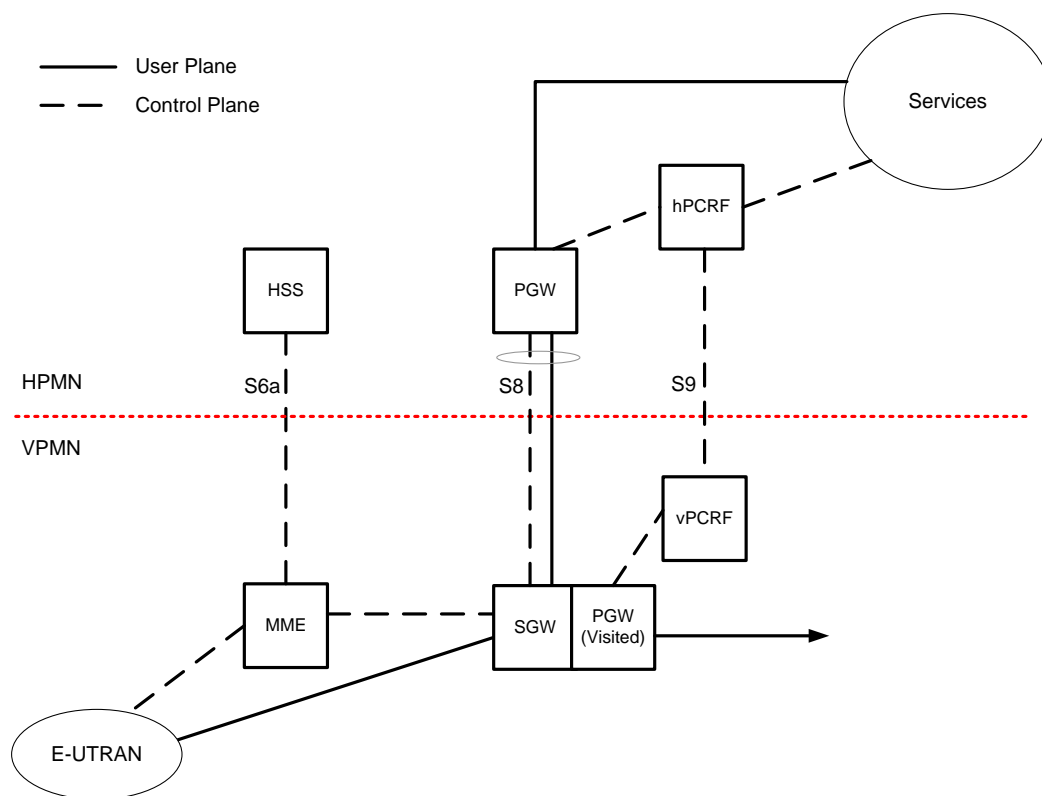 User Plane
Control Plane
Services
hPCRF
HSS
PGW
HPMN
S6a
S8
S9
VPMN
vPCRF
MME
SGW
PGW
(Visited)
E-UTRAN